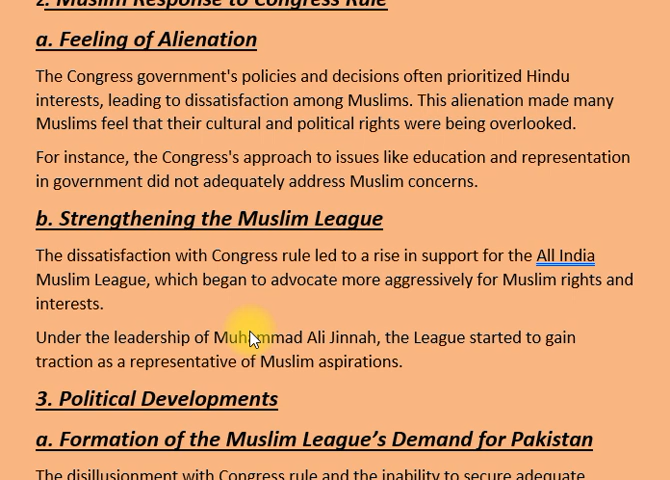 2. Muslim Response to Congress Rule
a. Feeling of Alienation
The Congress government's policies and decisions often prioritized Hindu
interests, leading to dissatisfaction among Muslims. This alienation made many
Muslims feel that their cultural and political rights were being overlooked.
For instance, the Congress's approach to issues like education and representation
in government did not adequately address Muslim concerns.
b. Strengthening the Muslim League
The dissatisfaction with Congress rule led to a rise in support for the All India
Muslim League, which began to advocate more aggressively for Muslim rights and
interests.
Under the leadership of Muhammad Ali Jinnah, the League started to gain
traction as a representative of Muslim aspirations.
3. Political Developments
a. Formation of the Muslim League’s Demand for Pakistan
The disillusionment with Congress rule and the inability to secure adequate